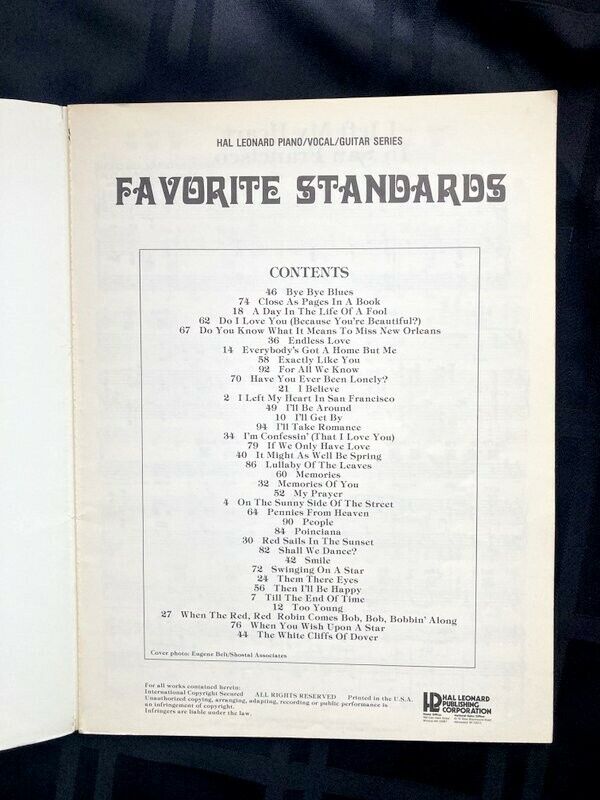 HAL LEONARD PIANO/VOCAL/GUITAR SERIES
FAVORITE STANDARDS
CONTENTS
46 Bye Bye Blues
74 Close As Pages In A Book
18 A Day In The Life Of A Fool
62 Do I Love You (Because You're Beautiful?)
67 Do You Know What It Means To Miss New Orleans
36 Endless Love
14 Everybody's Got A Home But Me
58 Exactly Like You
92 For All We Know
70 Have You Ever Been Lonely?
21 I Believe
2 I Left My Heart In San Francisco
49 I'll Be Around
10 I'll Get By
94 I'll Take Romance
34 I'm Confessin' (That I Love You)
79 If We Only Have Love
40 It Might As Well Be Spring
86 Lullaby Of The Leaves
60 Memories
32 Memories Of You
52 My Prayer
4 On The Sunny Side Of The Street
64 Pennies From Heaven
90 People
84 Poinciana
30 Red Sails In The Sunset
82 Shall We Dance?
42 Smile
72 Swinging On A Star
24 Them There Eyes
56 Then I'll Be Happy
7 Till The End Of Time
12 Too Young
27 When The Red, Red Robin Comes Bob, Bob, Bobbin' Along
76 When You Wish Upon A Star
44 The White Cliffs Of Dover
Cover photo: Eugene Belt/Shostal Associates
For all works contained herein:
International Copyright Secured ALL RIGHTS RESERVED Printed in the U.S.A.
Unauthorized copying, arranging, adapting, recording or public performance is
an infringement of copyright.
Infringers are liable under the law.
HAL LEONARD
PUBLISHING
CORPORATION